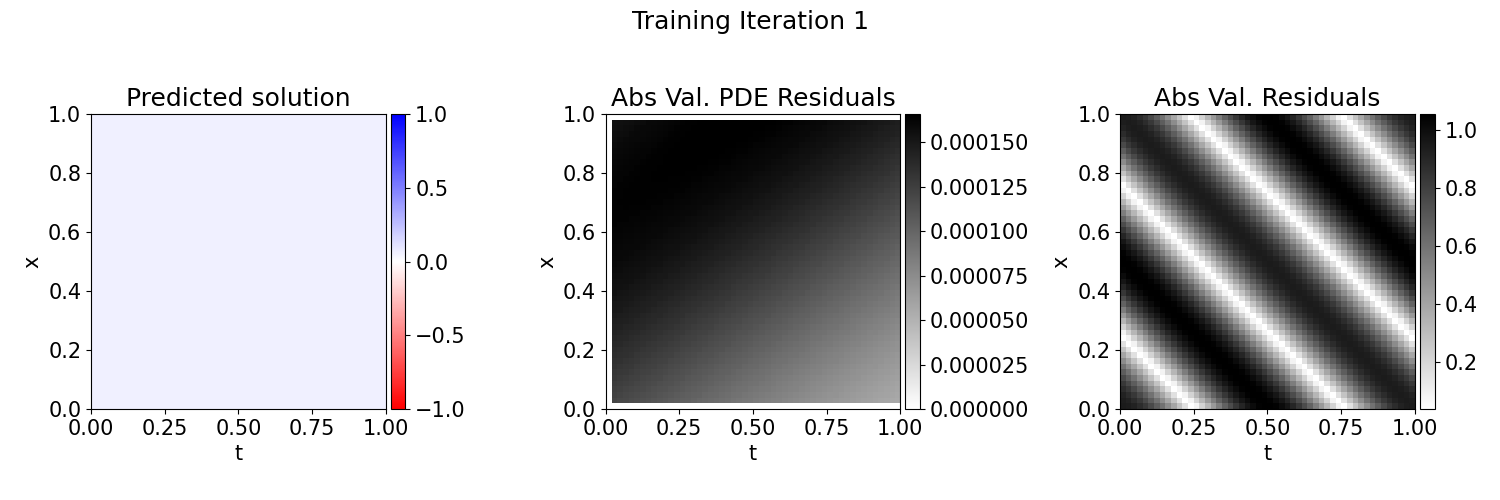 Training Iteration 1
Predicted solution
1.0
0.8
0.6
0.4
0.2
0.0
x
0.00 0.25 0.50 0.75 1.00
t
1.0
0.5
0.0
−0.5
−1.0
Abs Val. PDE Residuals
1.0
0.8
0.6
0.4
0.2
0.0
x
0.00 0.25 0.50 0.75 1.00
t
0.000150
0.000125
0.000100
0.000075
0.000050
0.000025
0.000000
Abs Val. Residuals
1.0
0.8
0.6
0.4
0.2
0.0
x
0.00 0.25 0.50 0.75 1.00
t
1.0
0.8
0.6
0.4
0.2